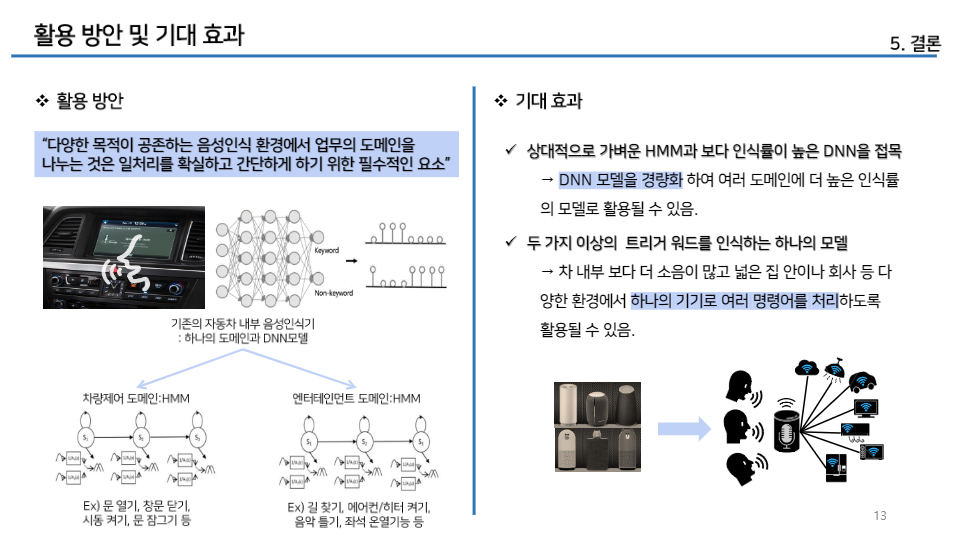 활용 방안 및 기대 효과
5. 결론
❖ 활용 방안
“다양한 목적이 공존하는 음성인식 환경에서 업무의 도메인을
나누는 것은 일처리를 확실하고 간단하게 하기 위한 필수적인 요소”
Keyword
Non-keyword
기존의 자동차 내부 음성인식기
: 하나의 도메인과 DNN모델
차량제어 도메인:HMM
엔터테인먼트 도메인:HMM
Ex) 문 열기, 창문 닫기,
시동 켜기, 문 잠그기 등
Ex) 길 찾기, 에어컨/히터 켜기,
음악 틀기, 좌석 온열기능 등
❖ 기대 효과
✓ 상대적으로 가벼운 HMM과 보다 인식률이 높은 DNN을 접목
→ DNN 모델을 경량화 하여 여러 도메인에 더 높은 인식률
의 모델로 활용될 수 있음.
✓ 두 가지 이상의 트리거 워드를 인식하는 하나의 모델
→ 차 내부 보다 더 소음이 많고 넓은 집 안이나 회사 등 다
양한 환경에서 하나의 기기로 여러 명령어를 처리하도록
활용될 수 있음.
13